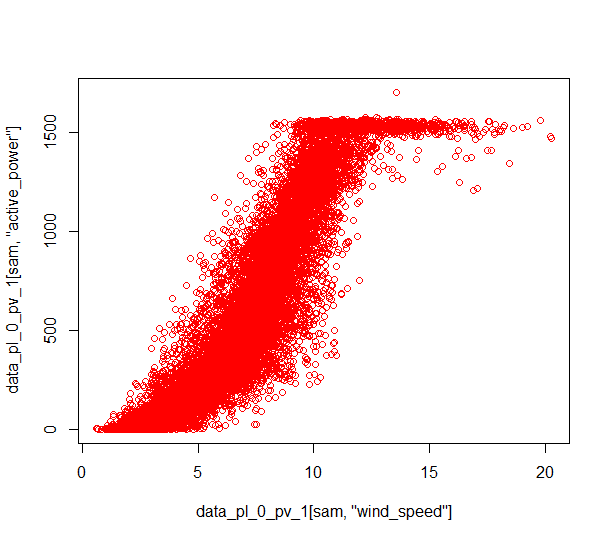 1500
1000
500
0
data_pl_0_pv_1[sam, "active_power"]
0 5 10 15 20
data_pl_0_pv_1[sam, "wind_speed"]